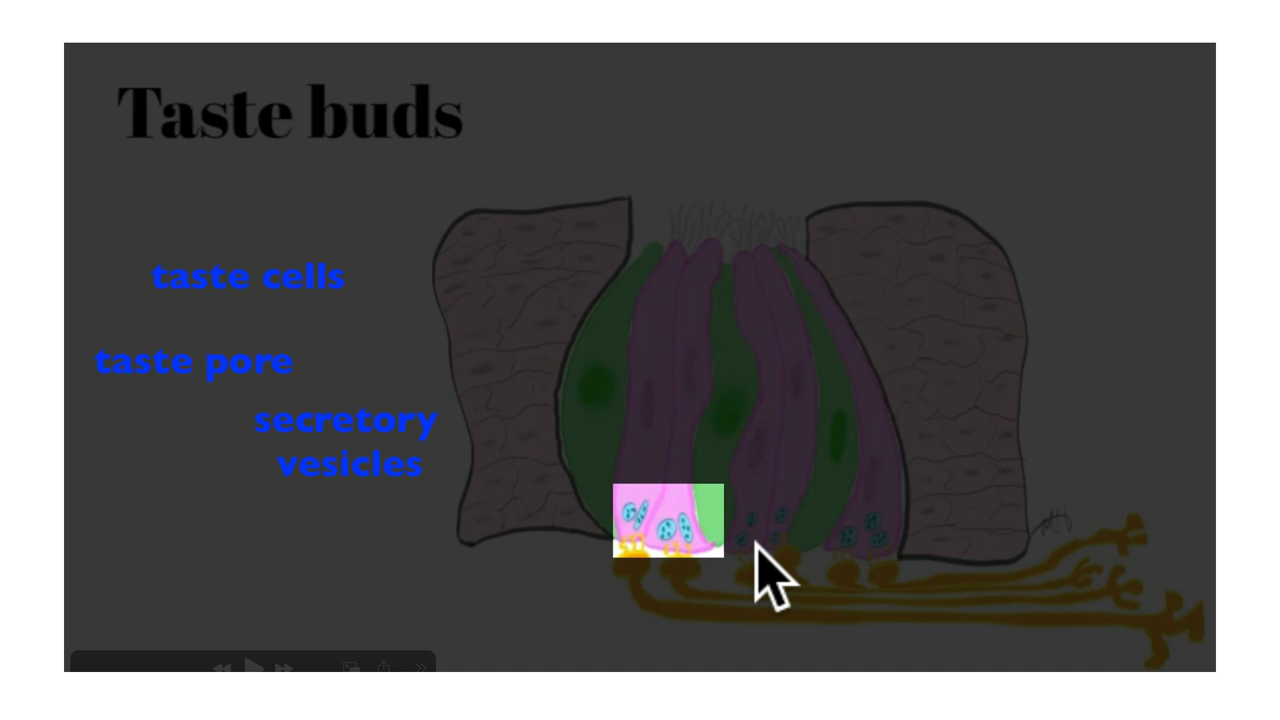 Taste buds
taste cells
taste pore
secretory
vesicles